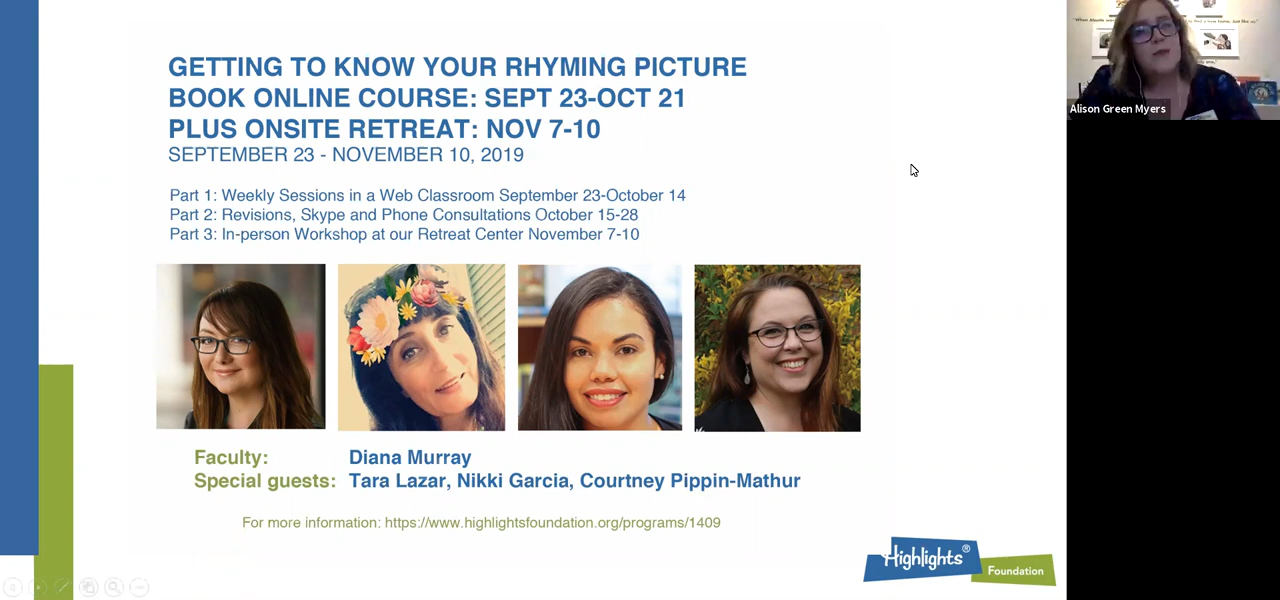 GETTING TO KNOW YOUR RHYMING PICTURE
BOOK ONLINE COURSE: SEPT 23-OCT 21
PLUS ONSITE RETREAT: NOV 7-10
SEPTEMBER 23 - NOVEMBER 10, 2019
Part 1: Weekly Sessions in a Web Classroom September 23-October 14
Part 2: Revisions, Skype and Phone Consultations October 15-28
Part 3: In-person Workshop at our Retreat Center November 7-10
Faculty: Diana Murray
Special guests: Tara Lazar, Nikki Garcia, Courtney Pippin-Mathur
For more information: https://www.highlightsfoundation.org/programs/1409
Highlights®
Foundation
Alison Green Myers